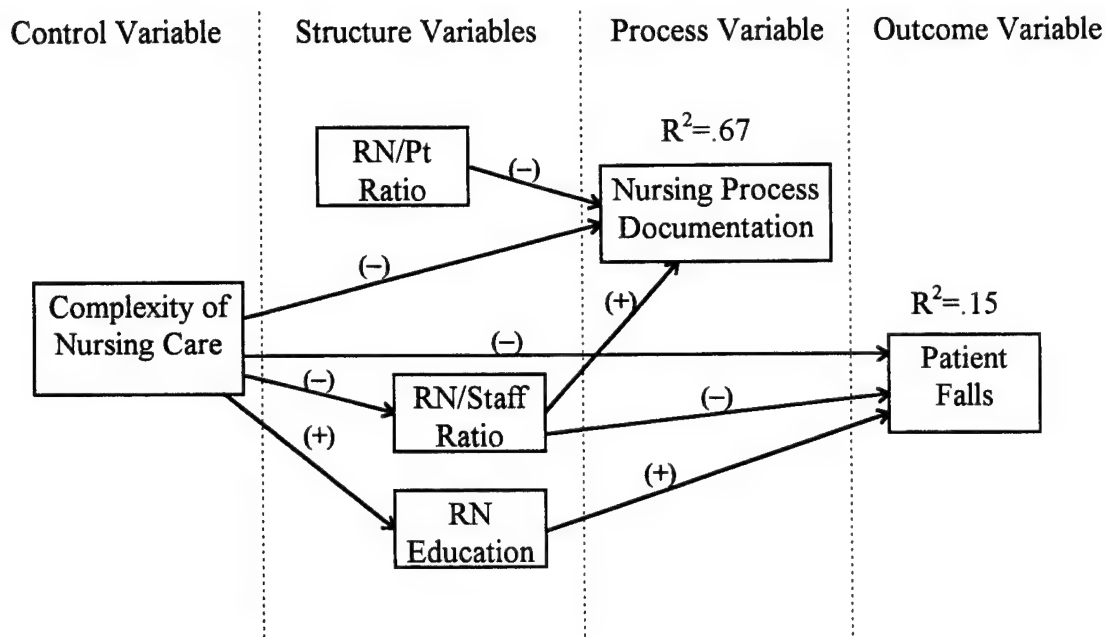 Control Variable
Structure Variables
Process Variable
Outcome Variable
R²=.67
RN/Pt
Ratio
(–)
Nursing Process
Documentation
(–)
(+)
Complexity of
Nursing Care
R²=.15
(–)
Patient
Falls
(–)
RN/Staff
Ratio
(–)
(+)
(+)
RN
Education